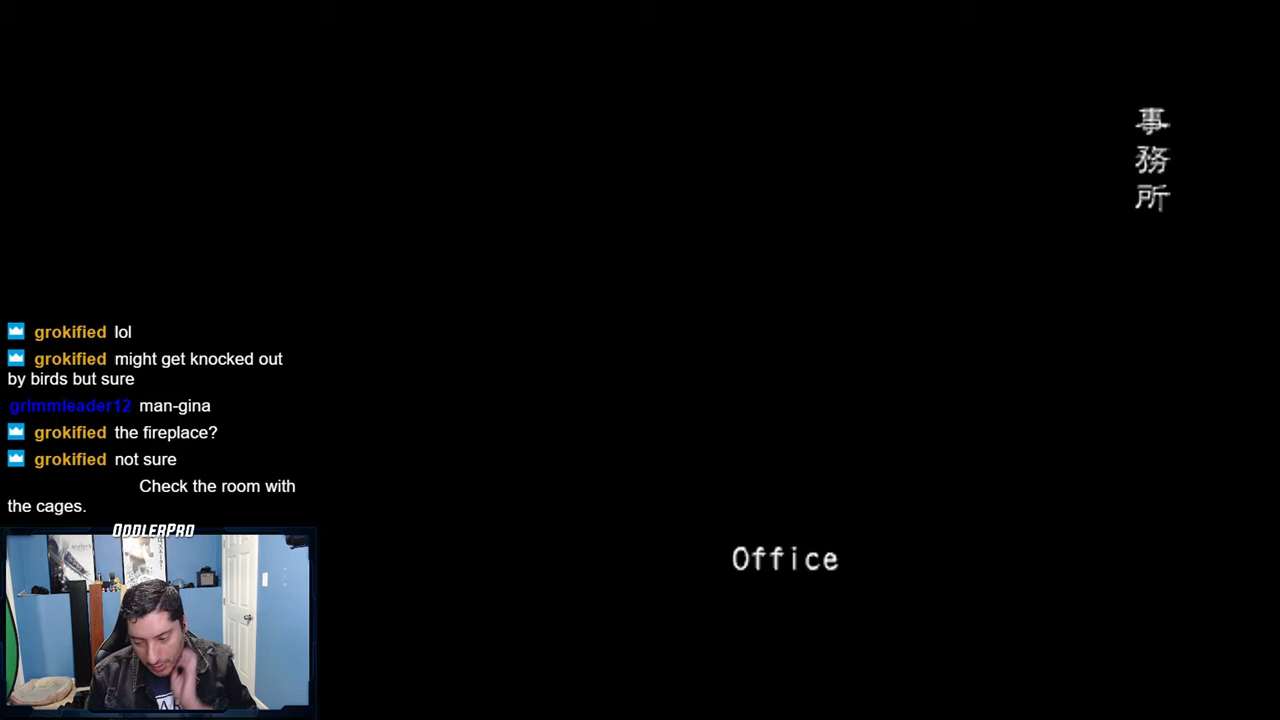 事務所
grokified lol
grokified might get knocked out
by birds but sure
grimmleader12 man-gina
grokified the fireplace?
grokified not sure
Check the room with
the cages.
ODDLERPRO
Office